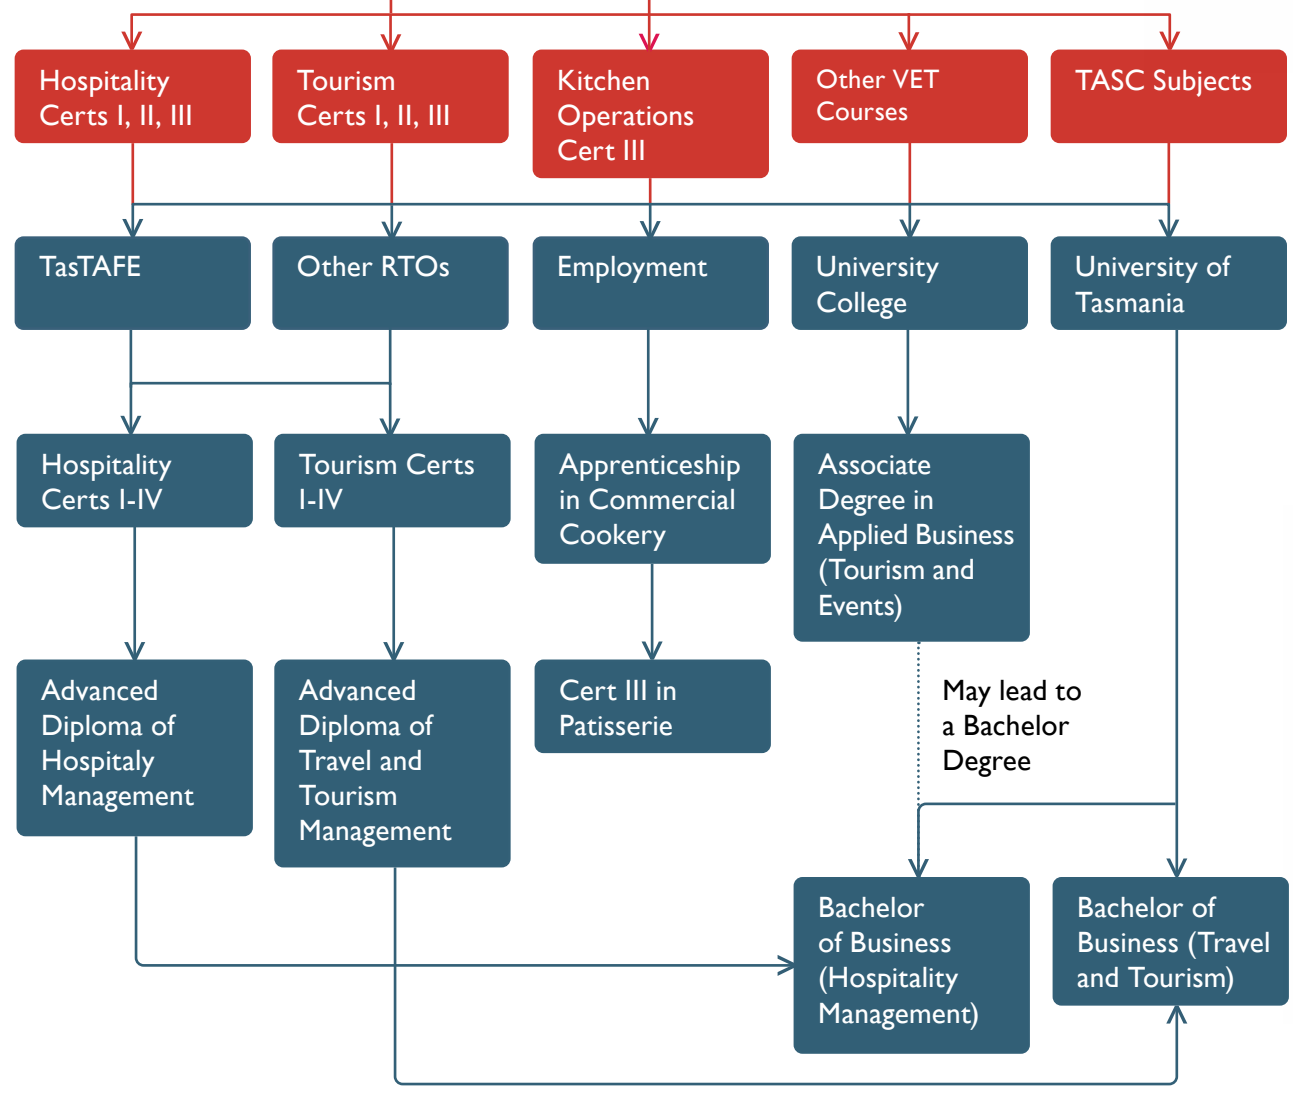 Hospitality
Certs I, II, III
Tourism
Certs I, II, III
Kitchen
Operations
Cert III
Other VET
Courses
TASC Subjects
TasTAFE
Other RTOs
Employment
University
College
University of
Tasmania
Hospitality
Certs I-IV
Tourism Certs
I-IV
Apprenticeship
in Commercial
Cookery
Associate
Degree in
Applied Business
(Tourism and
Events)
Advanced
Diploma of
Hospitaly
Management
Advanced
Diploma of
Travel and
Tourism
Management
Cert III in
Patisserie
May lead to
a Bachelor
Degree
Bachelor
of Business
(Hospitality
Management)
Bachelor of
Business (Travel
and Tourism)